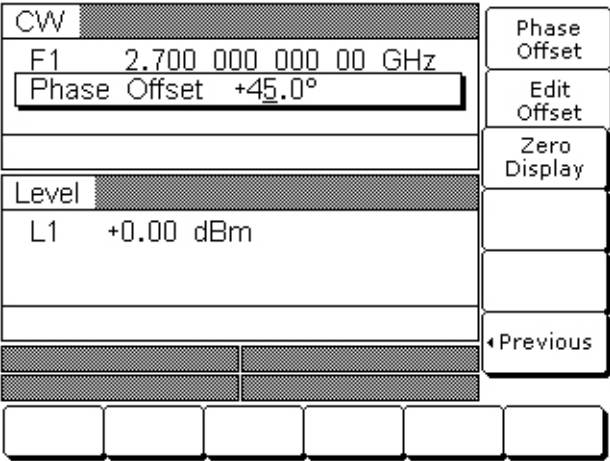 CW
F1 2.700 000 000 00 GHz
Phase Offset +45.0°
Level
L1 +0.00 dBm
Phase
Offset
Edit
Offset
Zero
Display
Previous